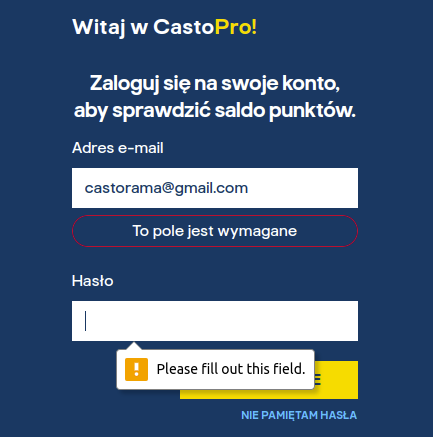 Witaj w CastoPro!
Zaloguj się na swoje konto,
aby sprawdzić saldo punktów.
Adres e-mail
castorama@gmail.com
To pole jest wymagane
Hasło
Please fill out this field.
NIE PAMIĘTAM HASŁA